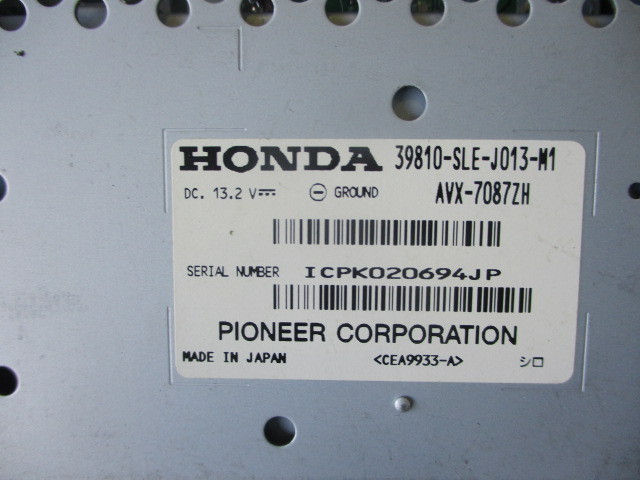 HONDA 39810-SLE-J013-M1
DC. 13.2 V ⊖ GROUND AVX-7087ZH
SERIAL NUMBER ICPK020694JP
PIONEER CORPORATION
MADE IN JAPAN <CEA9933-A> シロ